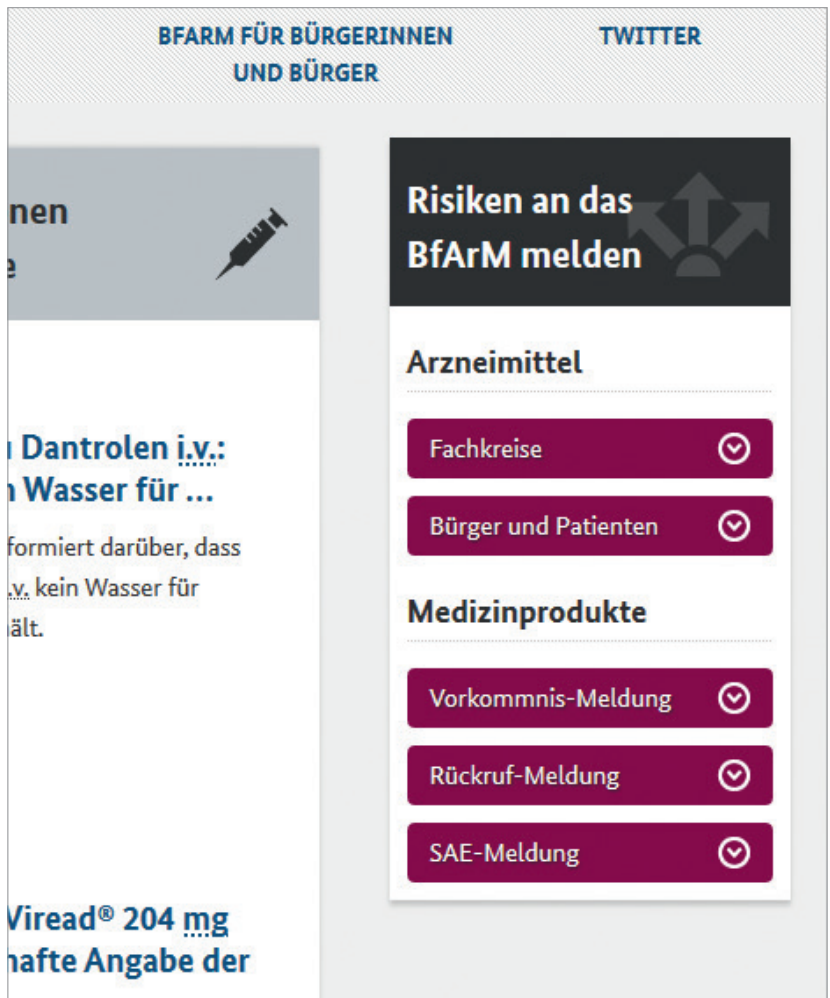 BFARM FÜR BÜRGERINNEN
UND BÜRGER
TWITTER
nen
e
Dantrolen i.v.:
Wasser für ...
formiert darüber, dass
.v. kein Wasser für
ält.
Viread® 204 mg
hafte Angabe der
Risiken an das
BfArM melden
Arzneimittel
Fachkreise
Bürger und Patienten
Medizinprodukte
Vorkommnis-Meldung
Rückruf-Meldung
SAE-Meldung